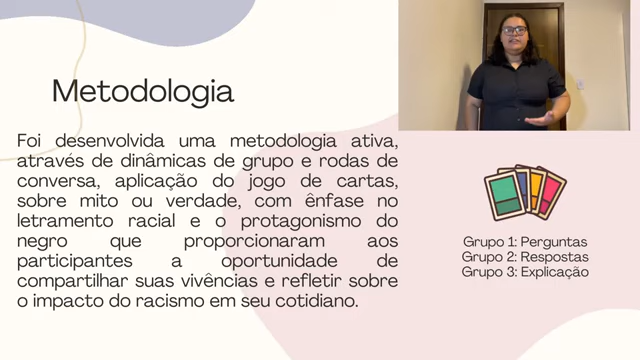 Metodologia
Foi desenvolvida uma metodologia ativa,
através de dinâmicas de grupo e rodas de
conversa, aplicação do jogo de cartas,
sobre mito ou verdade, com ênfase no
letramento racial e o protagonismo do
negro que proporcionaram aos
participantes a oportunidade de
compartilhar suas vivências e refletir sobre
o impacto do racismo em seu cotidiano.
Grupo 1: Perguntas
Grupo 2: Respostas
Grupo 3: Explicação